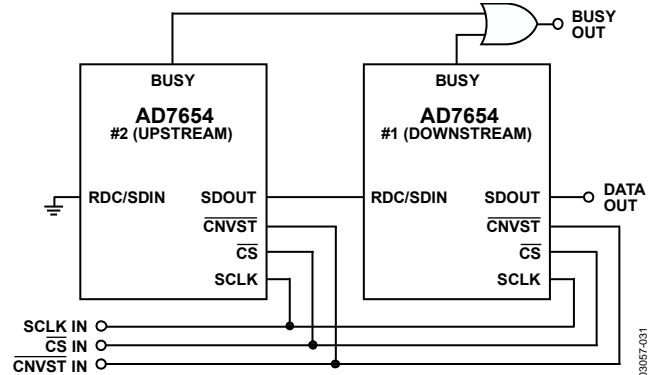 BUSY
OUT
BUSY
BUSY
AD7654
#2 (UPSTREAM)
AD7654
#1 (DOWNSTREAM)
RDC/SDIN
SDOUT
RDC/SDIN
SDOUT
DATA
OUT
CNVST
CNVST
CS
CS
SCLK
SCLK
SCLK IN
CS IN
CNVST IN
03057-031